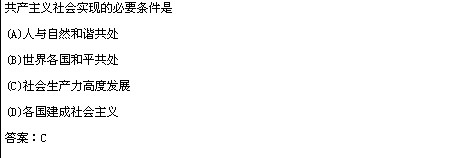 共产主义社会实现的必要条件是
(A)人与自然和谐共处
(B)世界各国和平共处
(C)社会生产力高度发展
(D)各国建成社会主义
答案：C